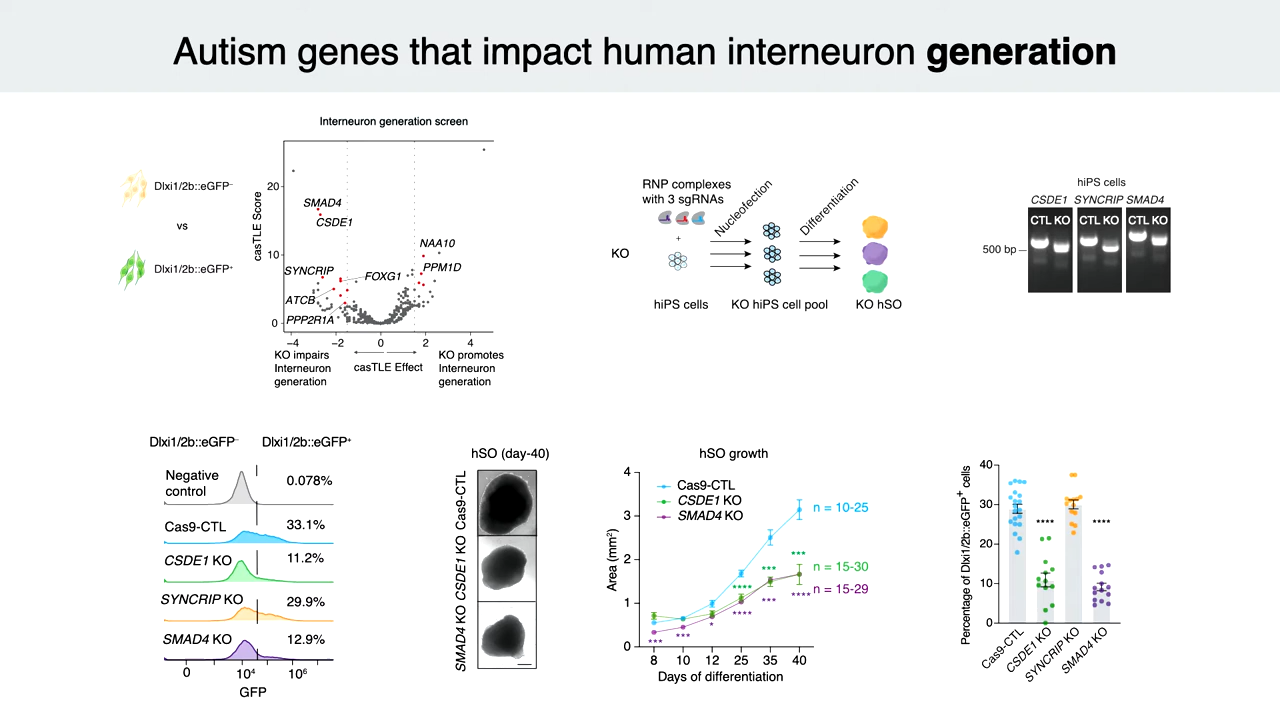 Autism genes that impact human interneuron generation
Interneuron generation screen
Dlxi1/2b::eGFP⁻
vs
Dlxi1/2b::eGFP⁺
casTLE Score
20
10
0
SMAD4
CSDE1
NAA10
SYNCRIP
FOXG1
PPM1D
ATCB
PPP2R1A
−4
−2
0
2
4
KO impairs
Interneuron
generation
casTLE Effect
KO promotes
Interneuron
generation
RNP complexes
with 3 sgRNAs
+
KO
Nucleofection
Differentiation
hiPS cells
KO hiPS cell pool
KO hSO
hiPS cells
CSDE1 SYNCRIP SMAD4
CTL KO CTL KO CTL KO
500 bp
Dlxi1/2b::eGFP⁻ Dlxi1/2b::eGFP⁺
Negative
control
0.078%
Cas9-CTL 33.1%
CSDE1 KO 11.2%
SYNCRIP KO 29.9%
SMAD4 KO 12.9%
0 10⁴ 10⁶
GFP
hSO (day-40)
Cas9-CTL
CSDE1 KO
SMAD4 KO
hSO growth
Area (mm²)
4
3
2
1
0
Cas9-CTL
CSDE1 KO
SMAD4 KO
n = 10-25
n = 15-30
n = 15-29
****
***
***
***
***
*
****
***
****
8 10 12 25 35 40
Days of differentiation
Percentage of Dlxi1/2b::eGFP⁺ cells
40
30
20
10
0
****
****
Cas9-CTL
CSDE1 KO
SYNCRIP KO
SMAD4 KO